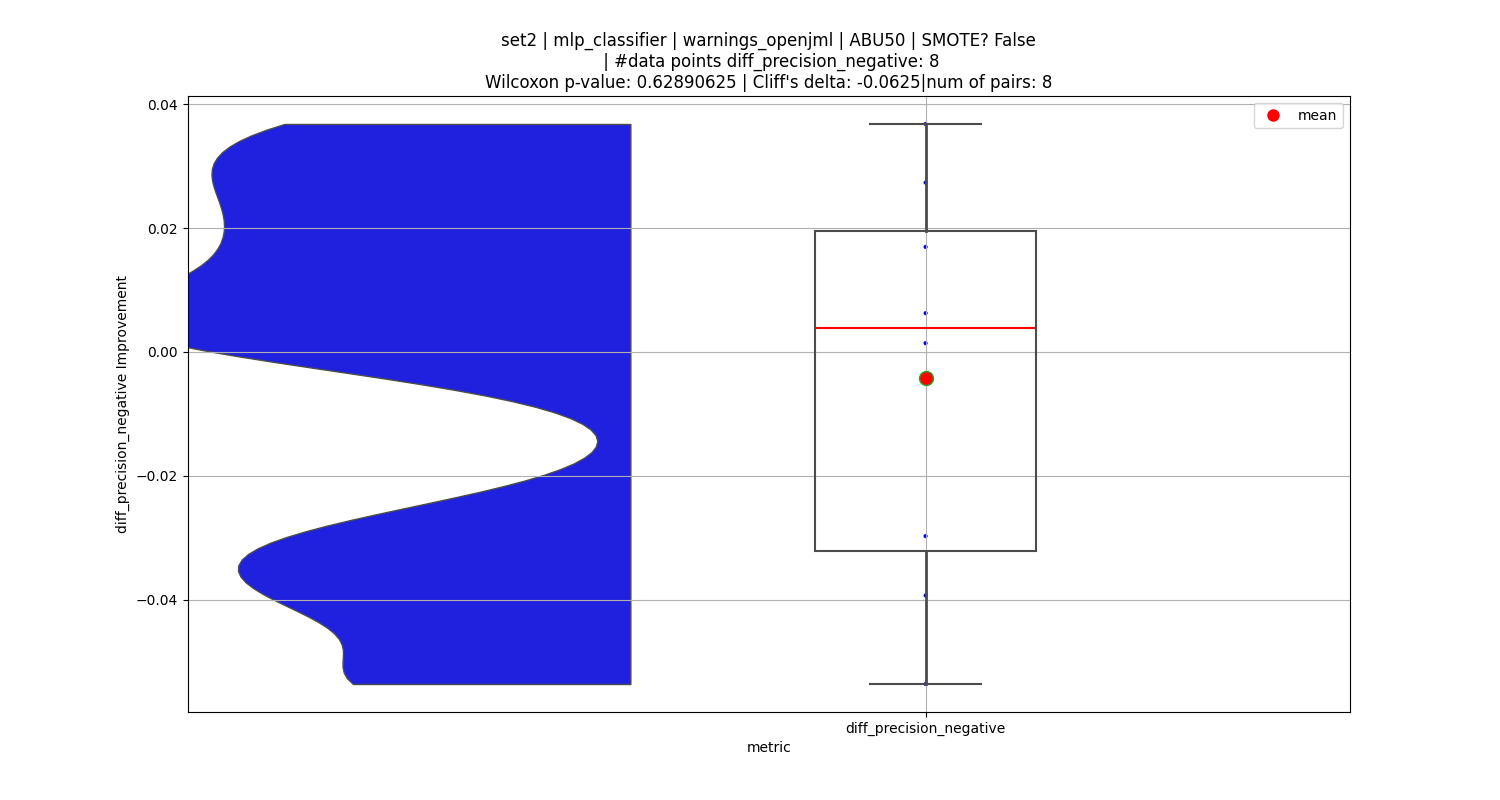 set2 | mlp_classifier | warnings_openjml | ABU50 | SMOTE? False
| #data points diff_precision_negative: 8
Wilcoxon p-value: 0.62890625 | Cliff's delta: -0.0625|num of pairs: 8
mean
0.04
0.02
0.00
−0.02
−0.04
diff_precision_negative Improvement
diff_precision_negative
metric